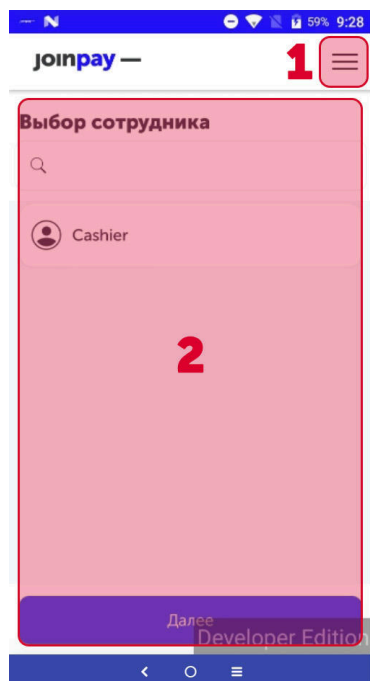 59% 9:28
joinpay —
1
Выбор сотрудника
Cashier
2
Далее
Developer Edition